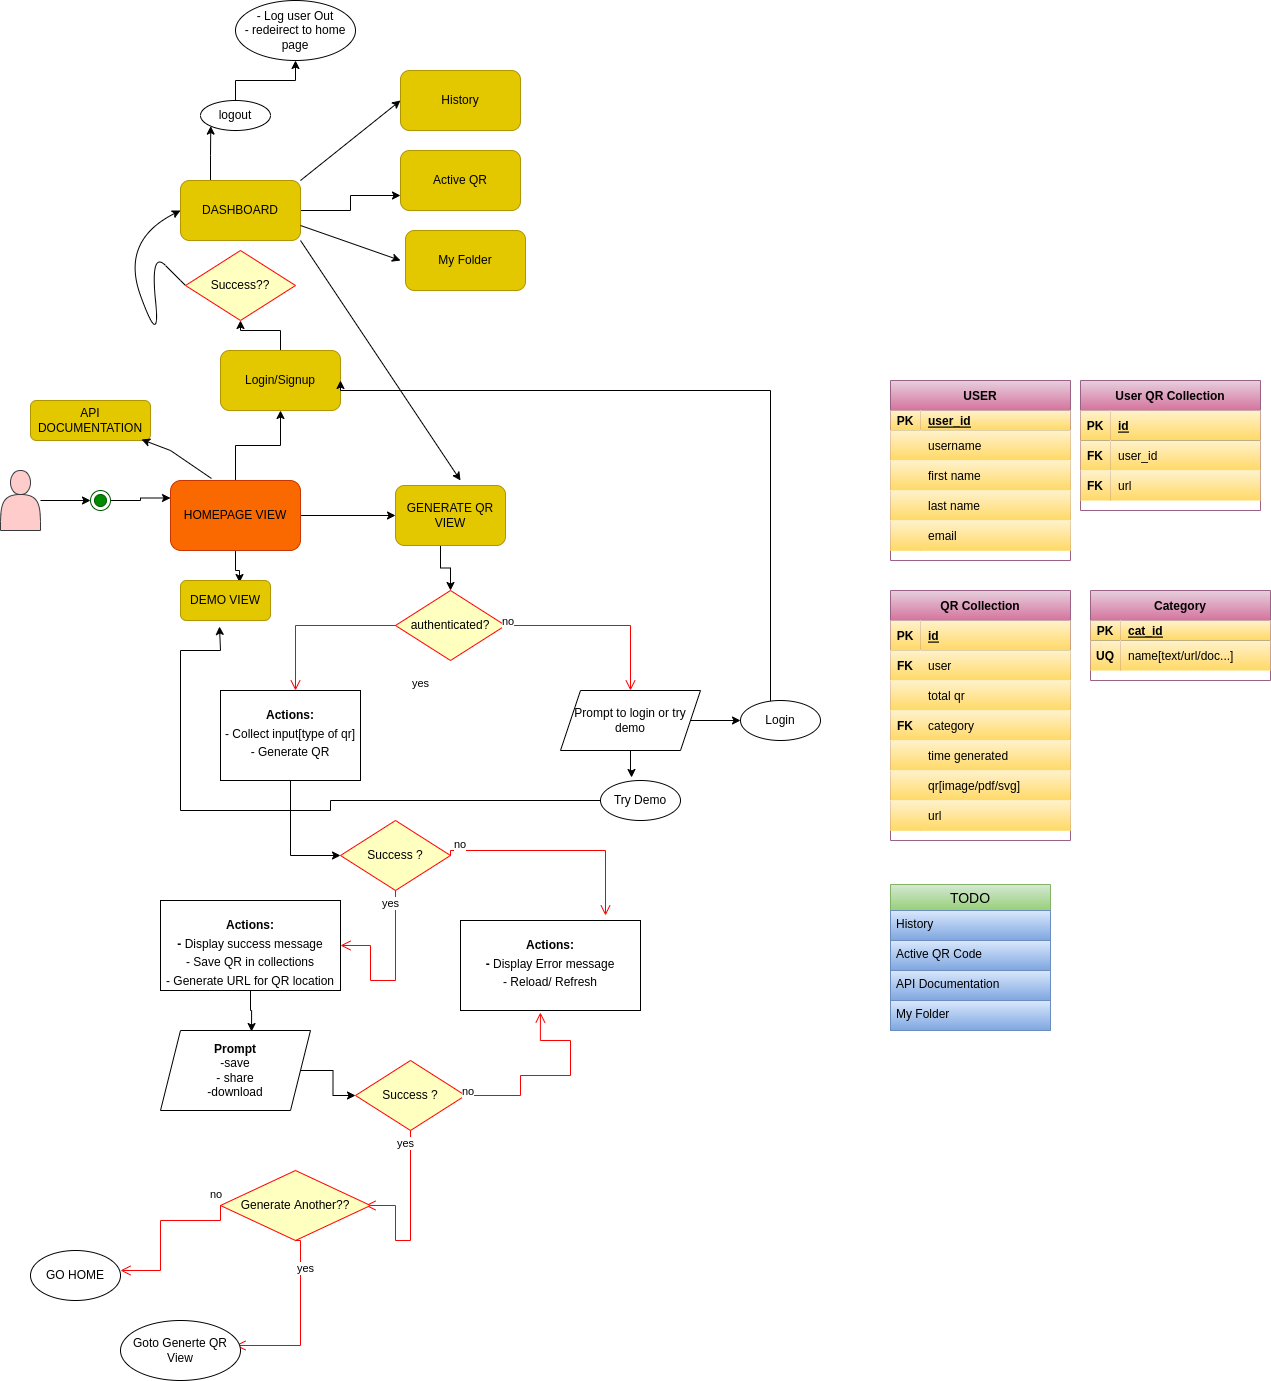 - Log user Out
- redeirect to home
page
logout
History
Active QR
DASHBOARD
My Folder
Success??
Login/Signup
API
DOCUMENTATION
HOMEPAGE VIEW
GENERATE QR
VIEW
DEMO VIEW
authenticated?
no
yes
Actions:
- Collect input[type of qr]
- Generate QR
Prompt to login or try
demo
Login
Try Demo
Success ?
no
yes
Actions:
- Display success message
- Save QR in collections
- Generate URL for QR location
Actions:
- Display Error message
- Reload/ Refresh
Prompt
-save
- share
-download
Success ?
no
yes
Generate Another??
no
yes
GO HOME
Goto Generte QR
View
USER
PK user_id
username
first name
last name
email
User QR Collection
PK id
FK user_id
FK url
QR Collection
PK id
FK user
total qr
FK category
time generated
qr[image/pdf/svg]
url
Category
PK cat_id
UQ name[text/url/doc...]
TODO
History
Active QR Code
API Documentation
My Folder